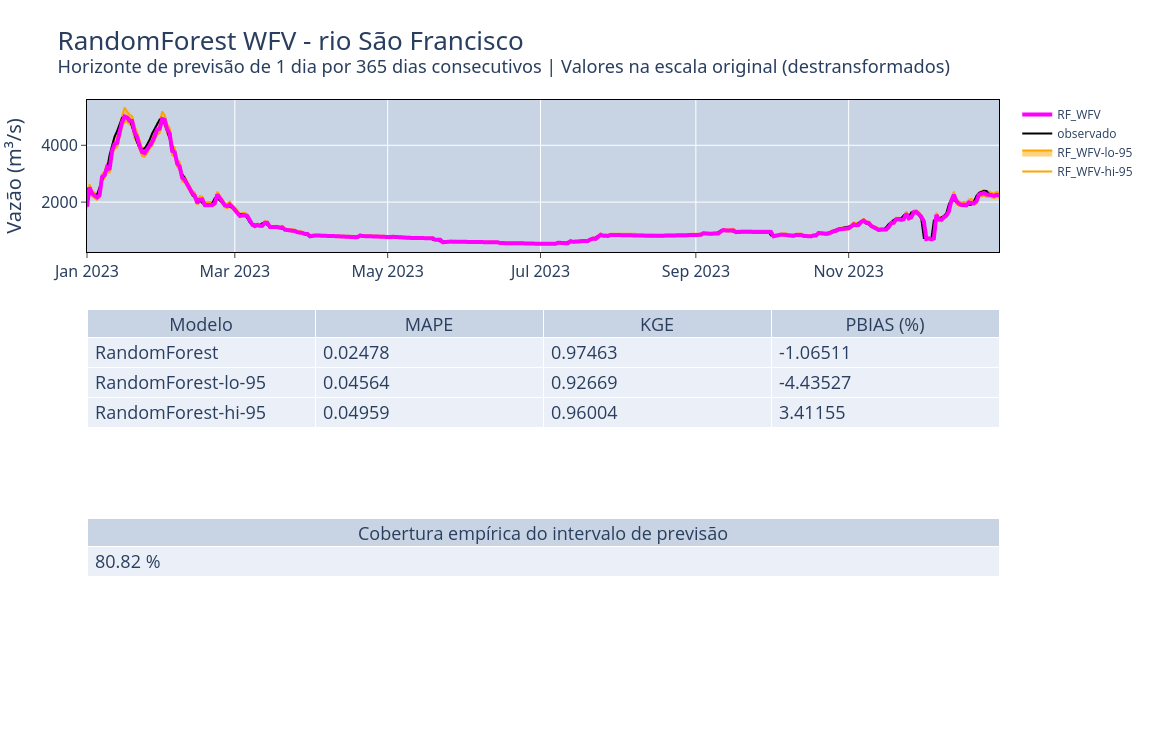 RandomForest WFV - rio São Francisco
Horizonte de previsão de 1 dia por 365 dias consecutivos | Valores na escala original (destransformados)
Vazão (m³/s)
4000
2000
Jan 2023 Mar 2023 May 2023 Jul 2023 Sep 2023 Nov 2023
RF_WFV
observado
RF_WFV-lo-95
RF_WFV-hi-95
Modelo MAPE KGE PBIAS (%)
RandomForest 0.02478 0.97463 -1.06511
RandomForest-lo-95 0.04564 0.92669 -4.43527
RandomForest-hi-95 0.04959 0.96004 3.41155
Cobertura empírica do intervalo de previsão
80.82 %